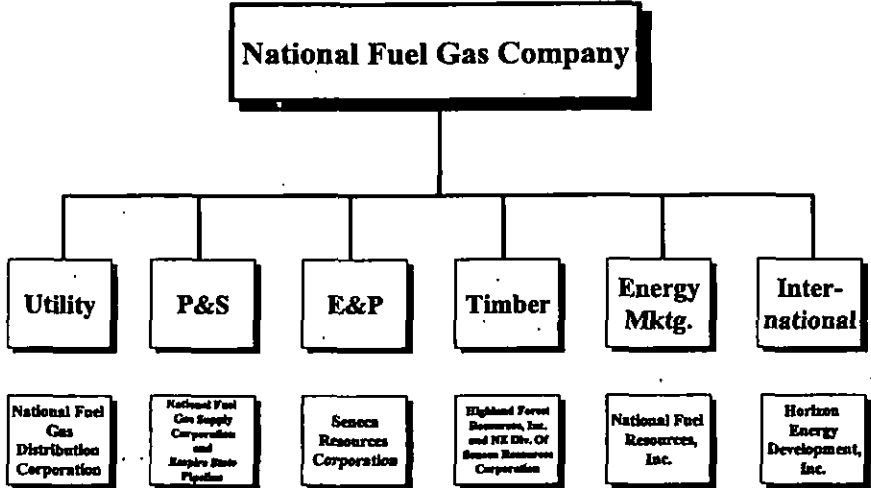 National Fuel Gas Company
Utility
P&S
E&P
Timber
Energy
Mktg.
Inter-
national
National Fuel
Gas
Distribution
Corporation
National Fuel
Gas Supply
Corporation
and
Empire State
Pipeline
Seneca
Resources
Corporation
Highland Forest
Resources, Inc.
and NE Div. Of
Seneca Resources
Corporation
National Fuel
Resources,
Inc.
Horizon
Energy
Development,
Inc.